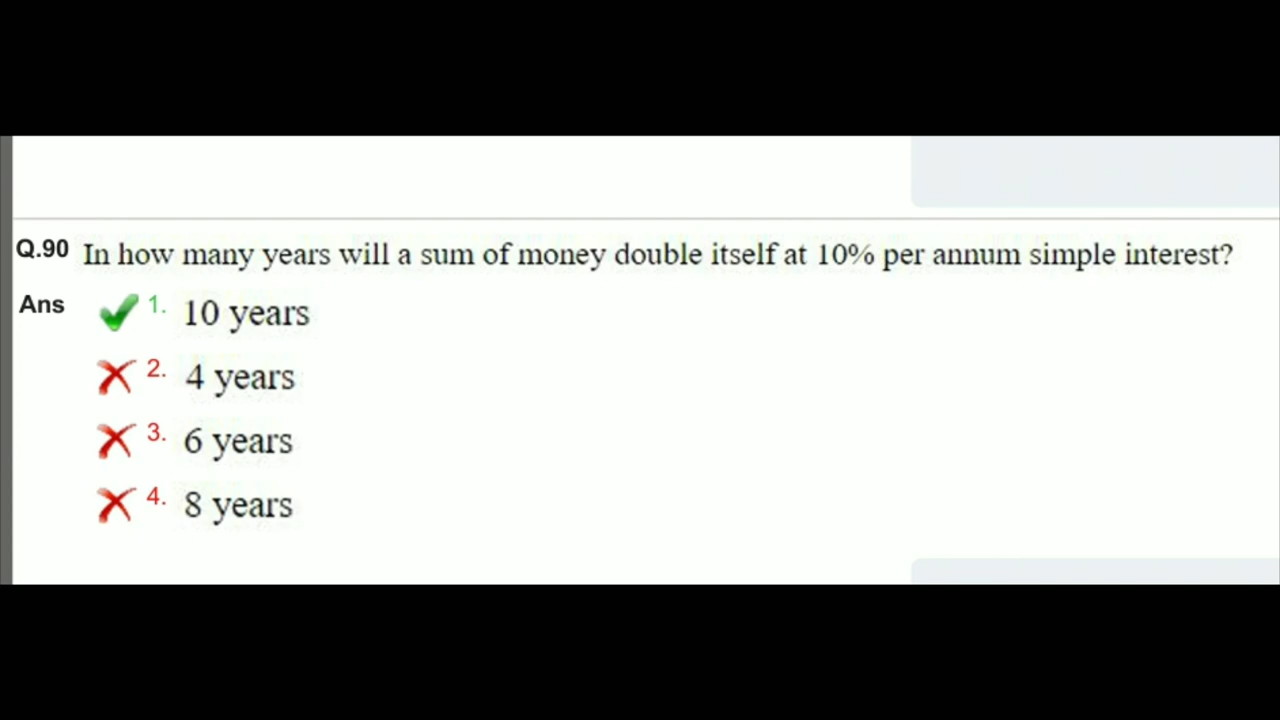 Q.90 In how many years will a sum of money double itself at 10% per annum simple interest?
Ans 1. 10 years
2. 4 years
3. 6 years
4. 8 years